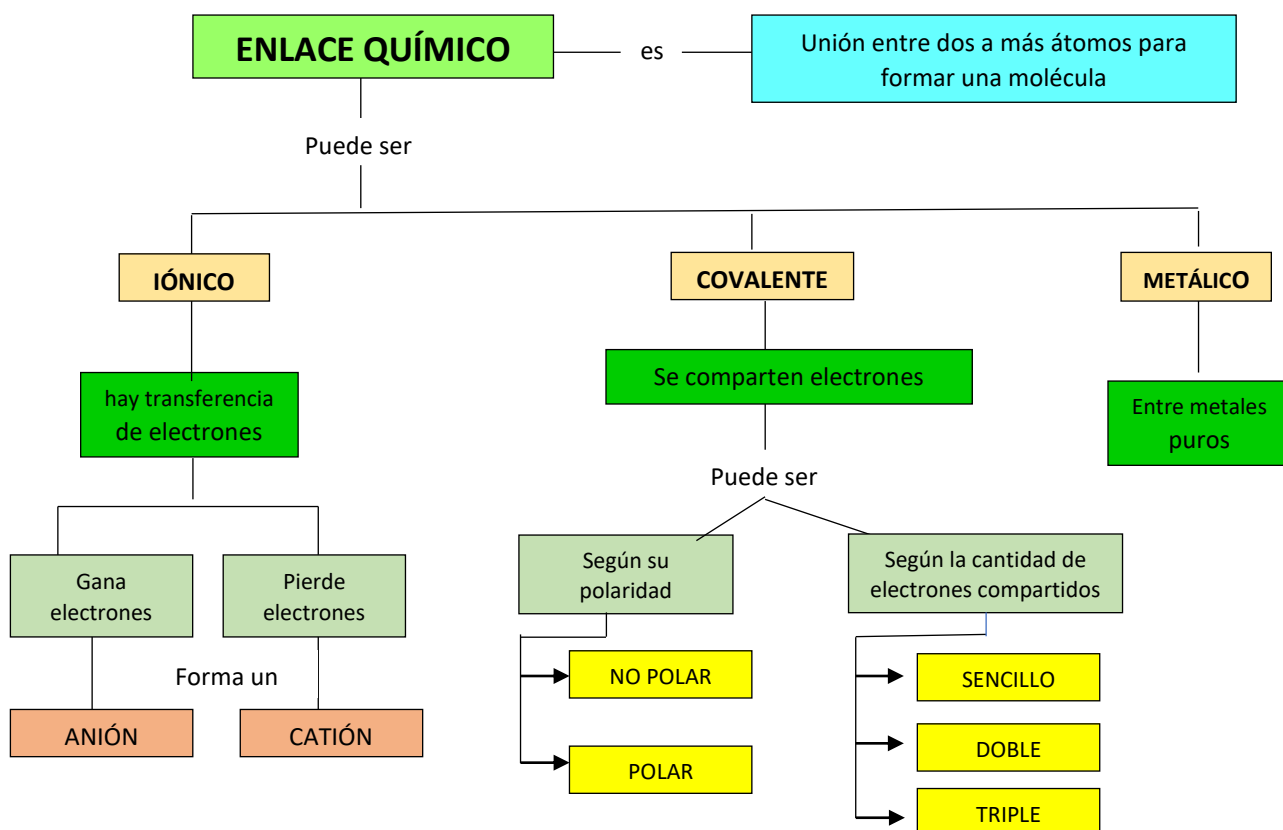 ENLACE QUÍMICO
es
Unión entre dos a más átomos para
formar una molécula
Puede ser
IÓNICO
COVALENTE
METÁLICO
hay transferencia
de electrones
Se comparten electrones
Entre metales
puros
Puede ser
Gana
electrones
Pierde
electrones
Según su
polaridad
Según la cantidad de
electrones compartidos
Forma un
ANIÓN
CATIÓN
NO POLAR
POLAR
SENCILLO
DOBLE
TRIPLE